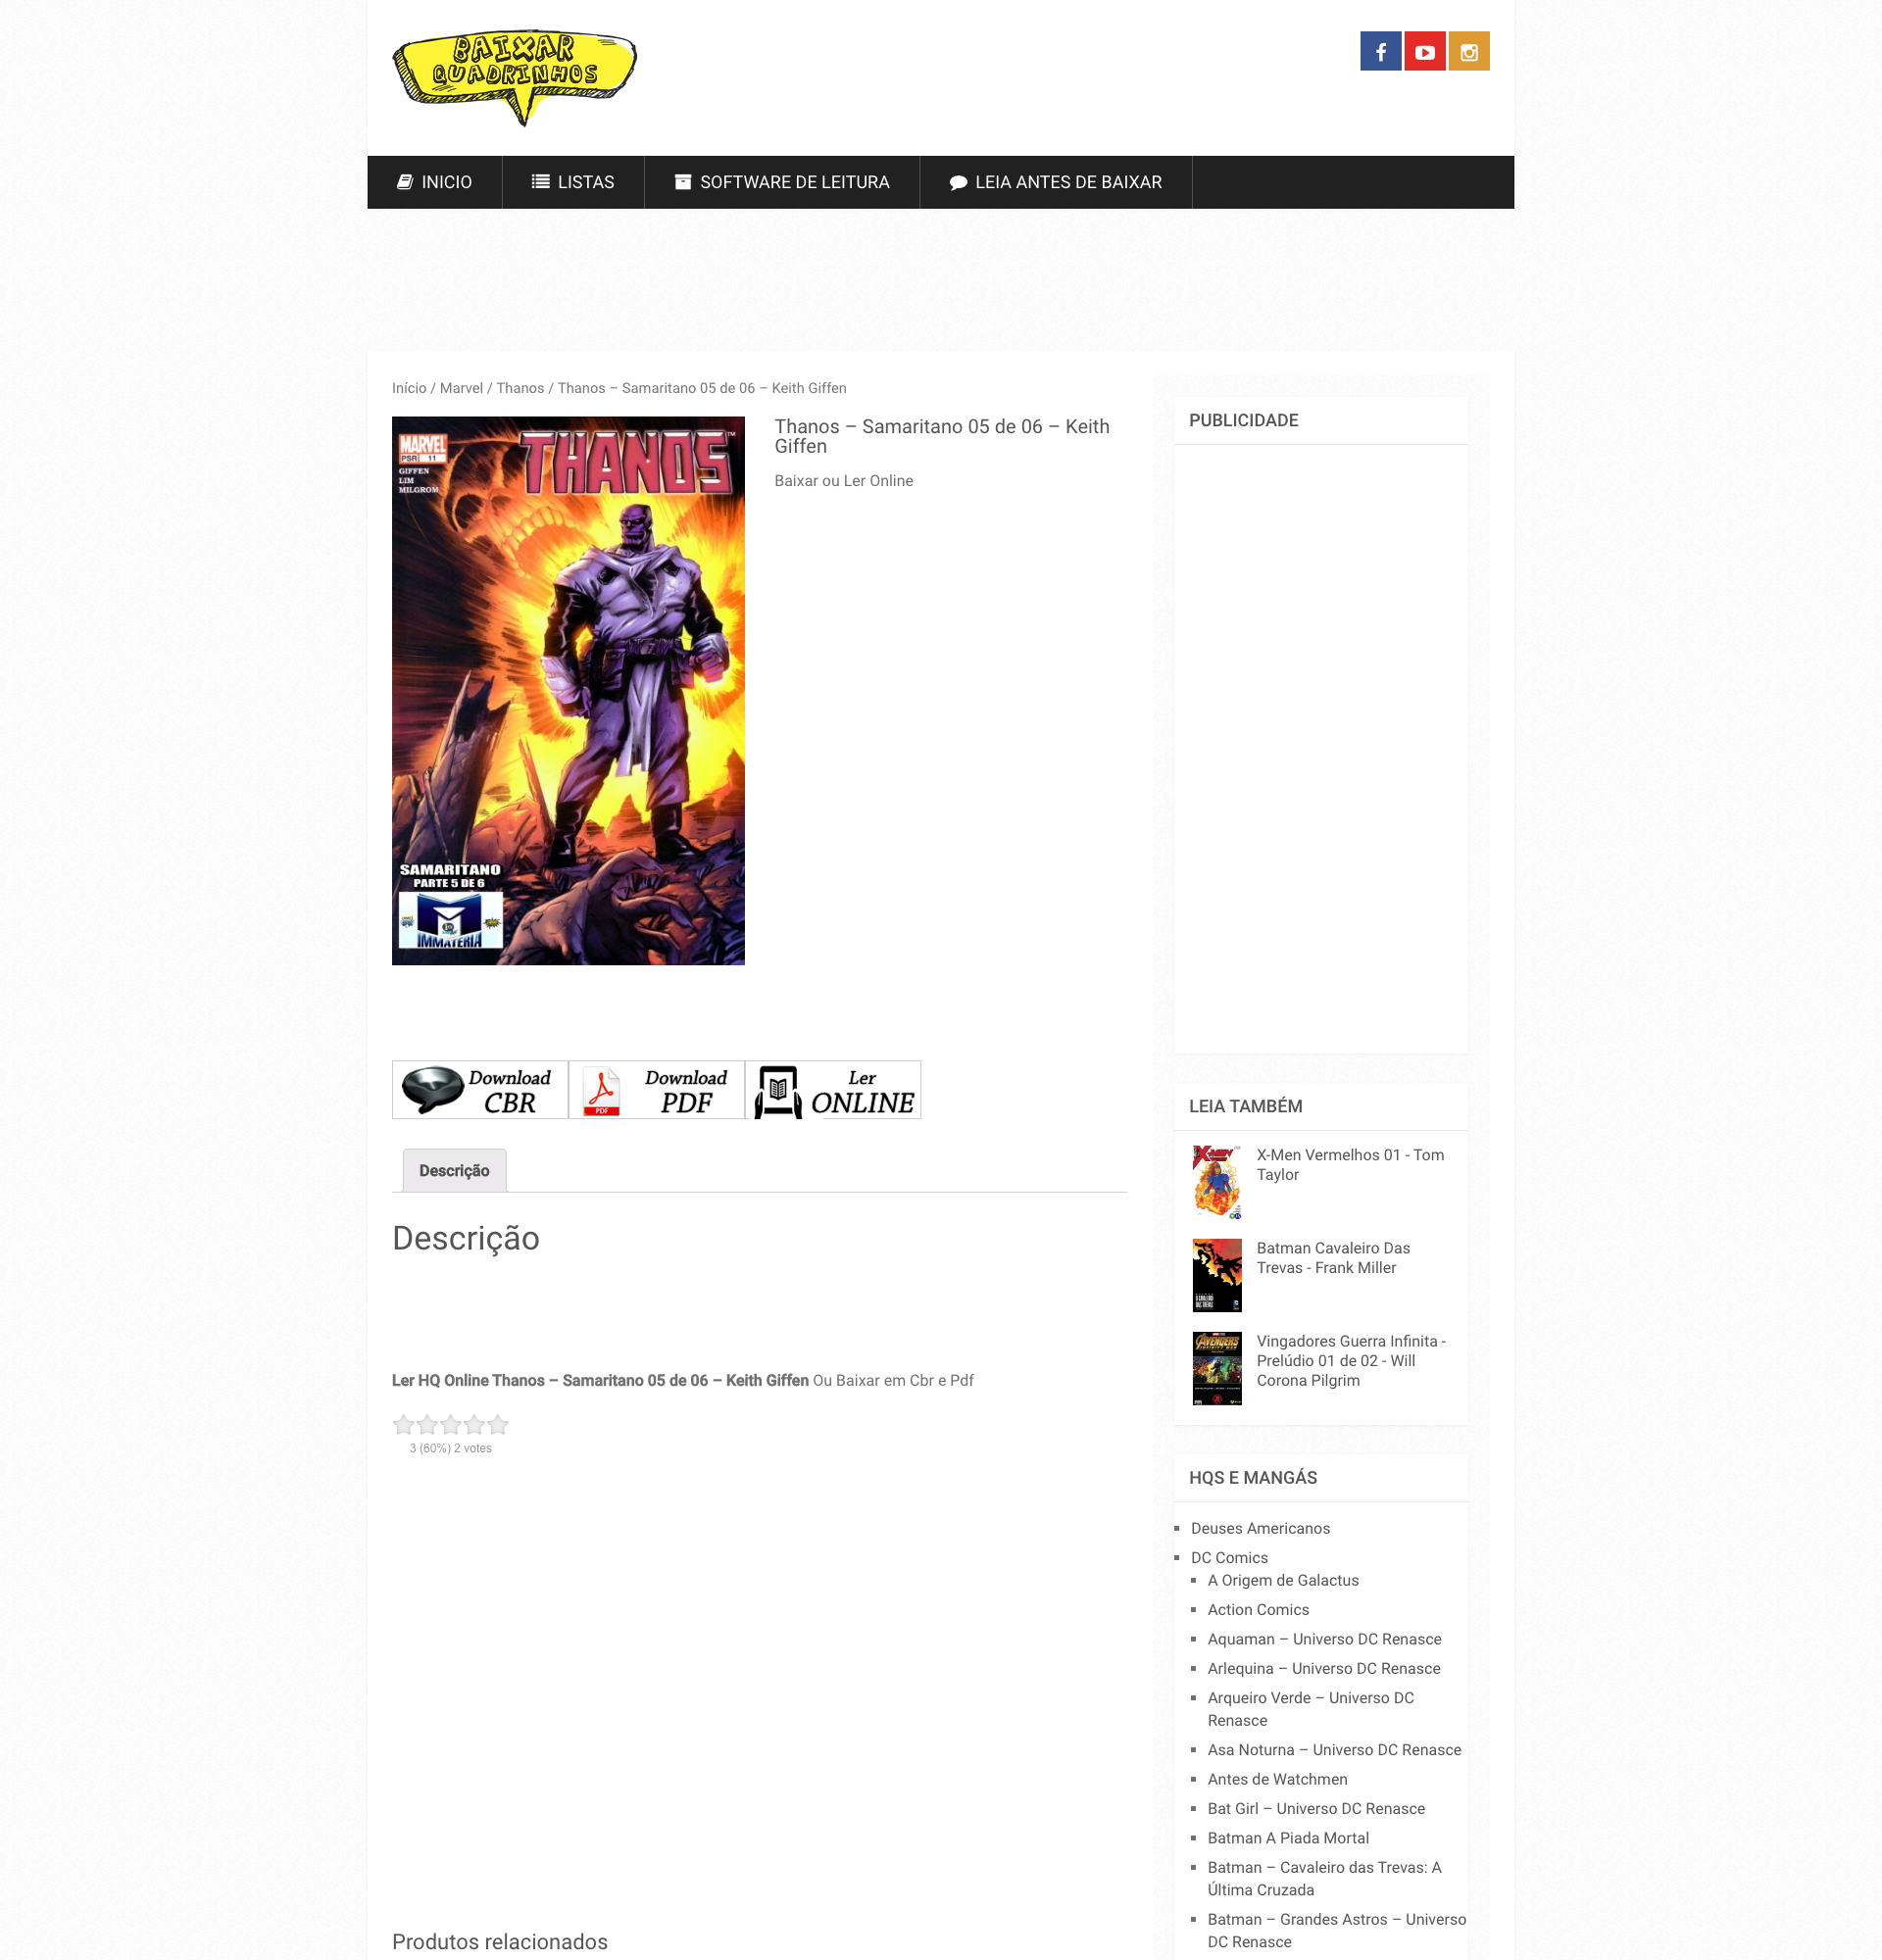 BAIXAR
QUADRINHOS
INICIO
LISTAS
SOFTWARE DE LEITURA
LEIA ANTES DE BAIXAR
Início / Marvel / Thanos / Thanos – Samaritano 05 de 06 – Keith Giffen
MARVEL
PSR 11
GIFFEN
LIM
MILGROM
THANOS
SAMARITANO
PARTE 5 DE 6
IMMATERIA
Thanos – Samaritano 05 de 06 – Keith
Giffen
Baixar ou Ler Online
Download
CBR
PDF
Download
PDF
Ler
ONLINE
Descrição
Descrição
Ler HQ Online Thanos – Samaritano 05 de 06 – Keith Giffen Ou Baixar em Cbr e Pdf
3 (60%) 2 votes
Produtos relacionados
PUBLICIDADE
LEIA TAMBÉM
X-Men Vermelhos 01 - Tom
Taylor
Batman Cavaleiro Das
Trevas - Frank Miller
AVENGERS
Vingadores Guerra Infinita -
Prelúdio 01 de 02 - Will
Corona Pilgrim
HQS E MANGÁS
Deuses Americanos
DC Comics
A Origem de Galactus
Action Comics
Aquaman – Universo DC Renasce
Arlequina – Universo DC Renasce
Arqueiro Verde – Universo DC
Renasce
Asa Noturna – Universo DC Renasce
Antes de Watchmen
Bat Girl – Universo DC Renasce
Batman A Piada Mortal
Batman – Cavaleiro das Trevas: A
Última Cruzada
Batman – Grandes Astros – Universo
DC Renasce